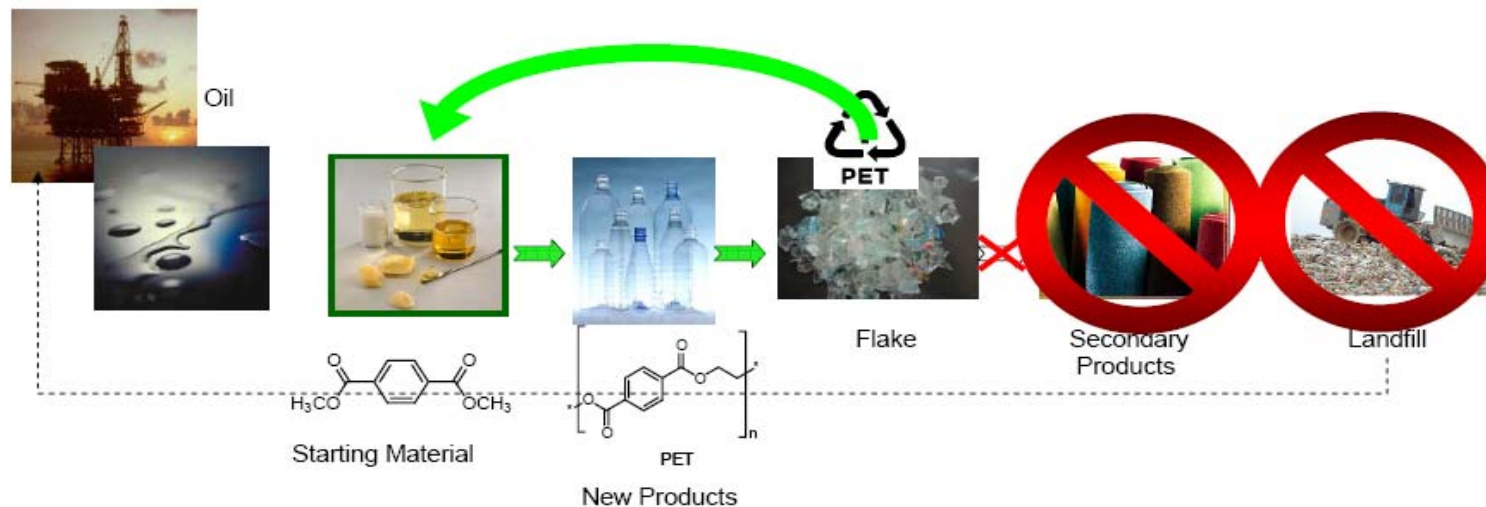 Oil
PET
Flake
Secondary
Products
Landfill
O
O
H₃CO
OCH₃
Starting Material
O
O
O
O
*
*
n
PET
New Products